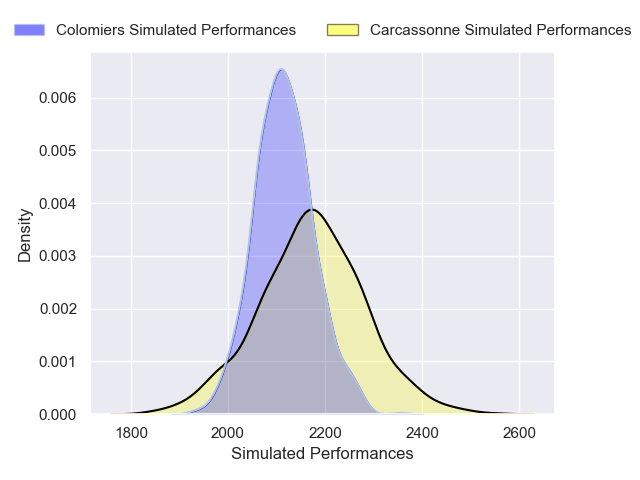 Colomiers Simulated Performances Carcassonne Simulated Performances
0.006
0.005
0.004
0.003
0.002
0.001
0.000
Density
1800 2000 2200 2400 2600
Simulated Performances